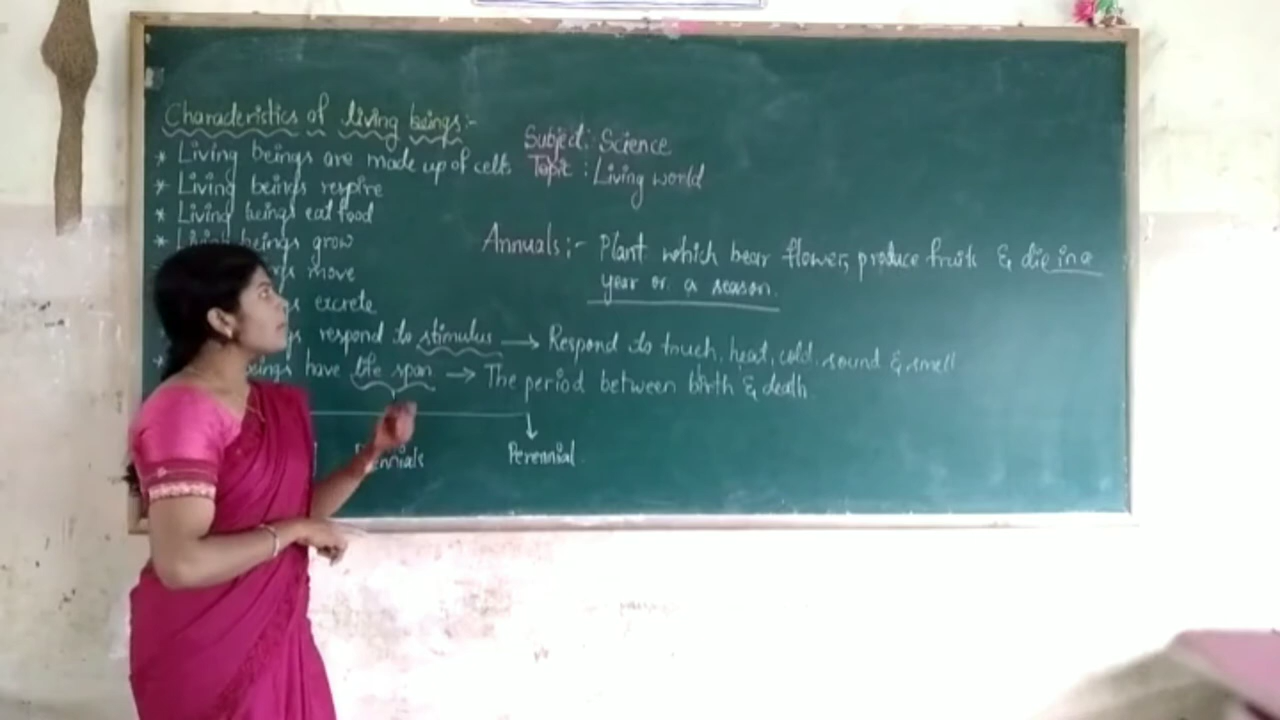 Characteristics of living beings:-
* Living beings are made up of cells
* Living beings respire
* Living beings eat food
* Living beings grow
move
excrete
respond to stimulus → Respond to touch, heat, cold, sound & smell
beings have life span → The period between birth & death
Perennial
Subject: Science
Topic: Living world
Annuals:- Plant which bear flower, produce fruits & die in a
year or a season.